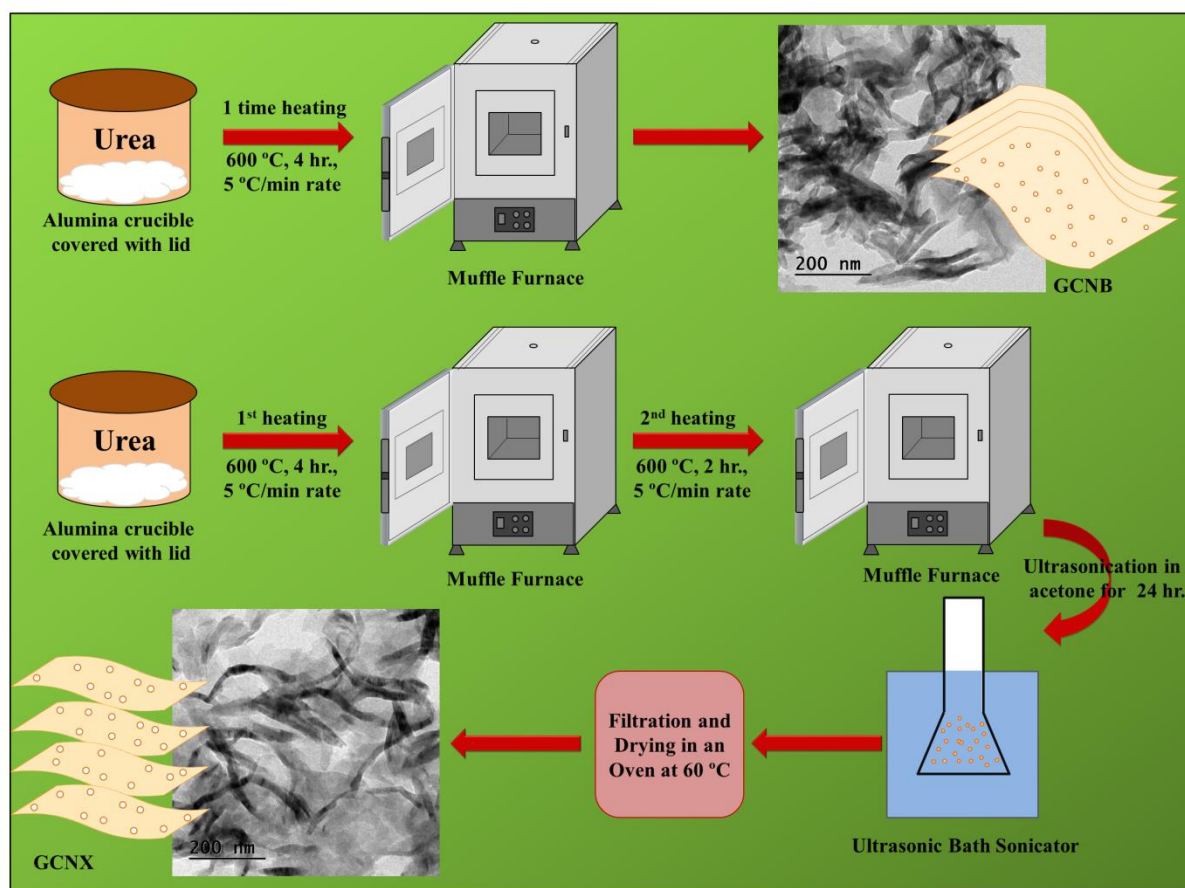 Urea
Alumina crucible
covered with lid
1 time heating
600 ºC, 4 hr.,
5 ºC/min rate
Muffle Furnace
200 nm
GCNB
Urea
Alumina crucible
covered with lid
1st heating
600 ºC, 4 hr.,
5 ºC/min rate
Muffle Furnace
2nd heating
600 ºC, 2 hr.,
5 ºC/min rate
Muffle Furnace
Ultrasonication in
acetone for 24 hr.
Ultrasonic Bath Sonicator
Filtration and
Drying in an
Oven at 60 ºC
200 nm
GCNX